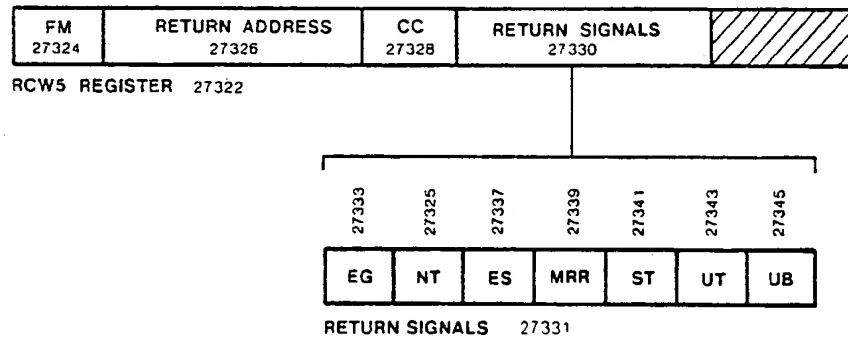 FM RETURN ADDRESS CC RETURN SIGNALS
27324 27326 27328 27330
RCW5 REGISTER 27322
27333 27325 27337 27339 27341 27343 27345
EG NT ES MRR ST UT UB
RETURN SIGNALS 27331